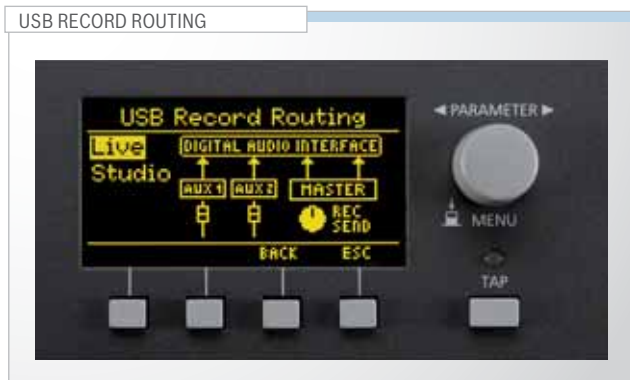 USB RECORD ROUTING
USB Record Routing
Live
Studio
DIGITAL AUDIO INTERFACE
AUX 1
AUX 2
MASTER
REC
SEND
BACK
ESC
◄ PARAMETER ►
MENU
TAP